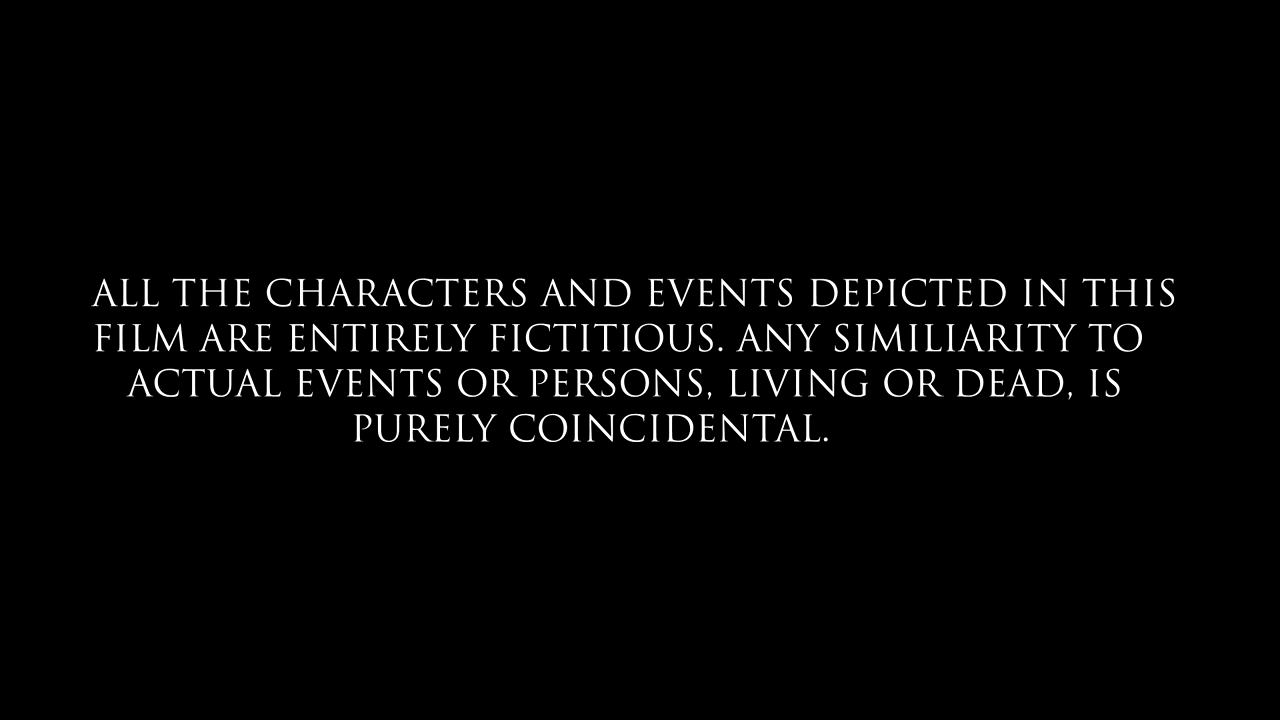 ALL THE CHARACTERS AND EVENTS DEPICTED IN THIS
FILM ARE ENTIRELY FICTITIOUS. ANY SIMILIARITY TO
ACTUAL EVENTS OR PERSONS, LIVING OR DEAD, IS
PURELY COINCIDENTAL.